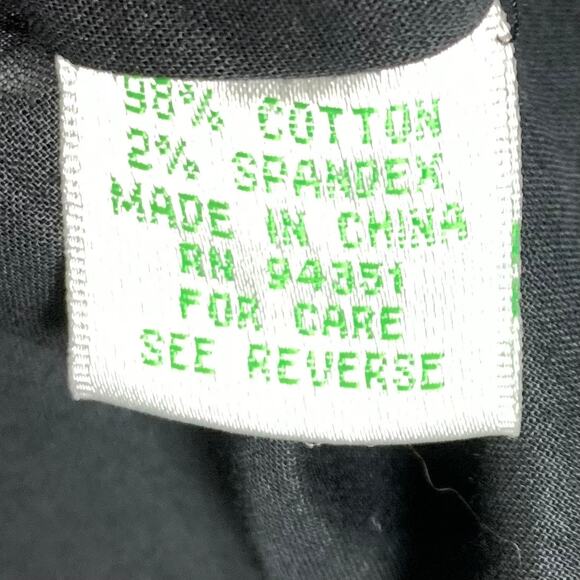 98% COTTON
2% SPANDEX
MADE IN CHINA
RN 94351
FOR CARE
SEE REVERSE